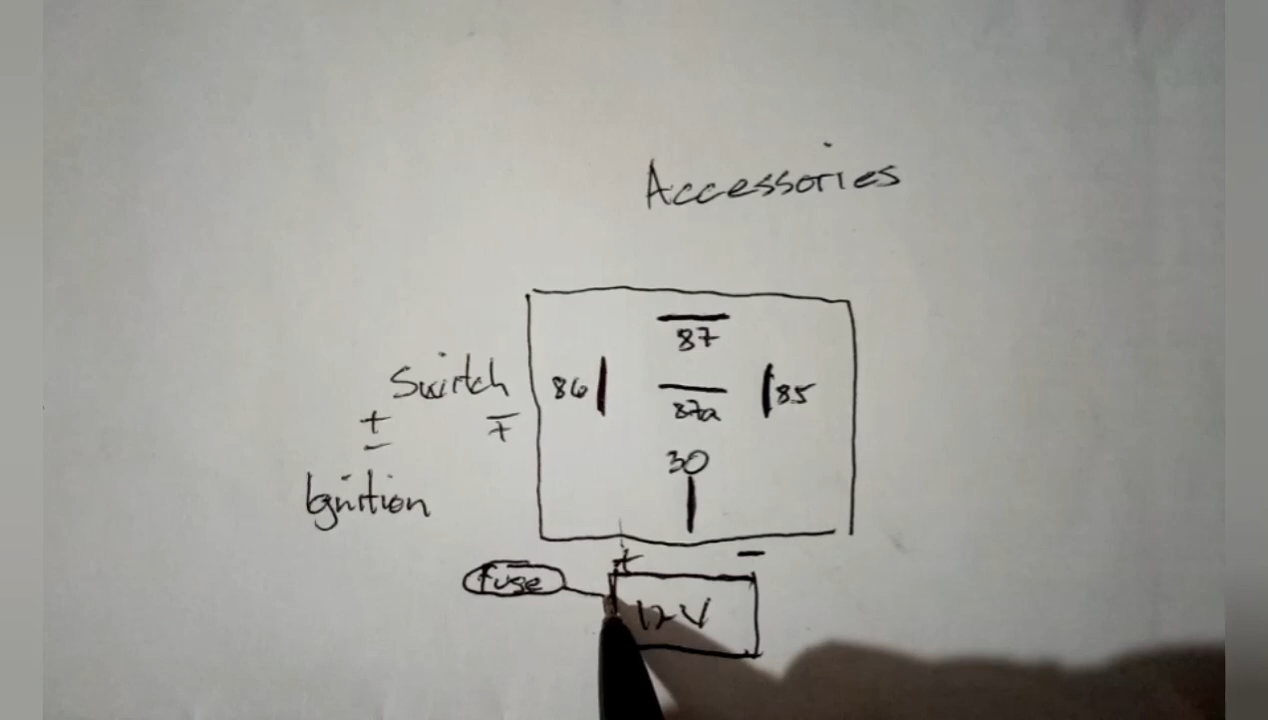 Accessories
87
Switch 86 87a 85
+ - - +
Ignition
30
+ -
fuse 12V